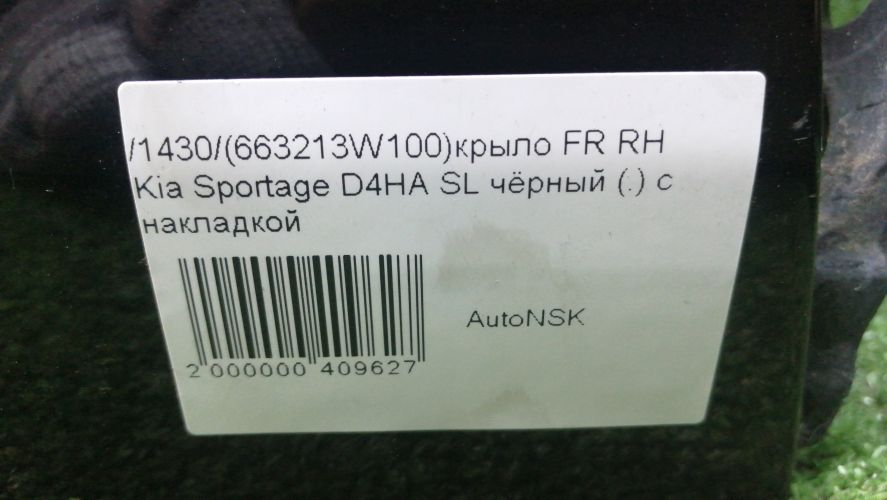 /1430/(663213W100)крыло FR RH
Kia Sportage D4HA SL чёрный (.) с
накладкой
AutoNSK
2 000000 409627